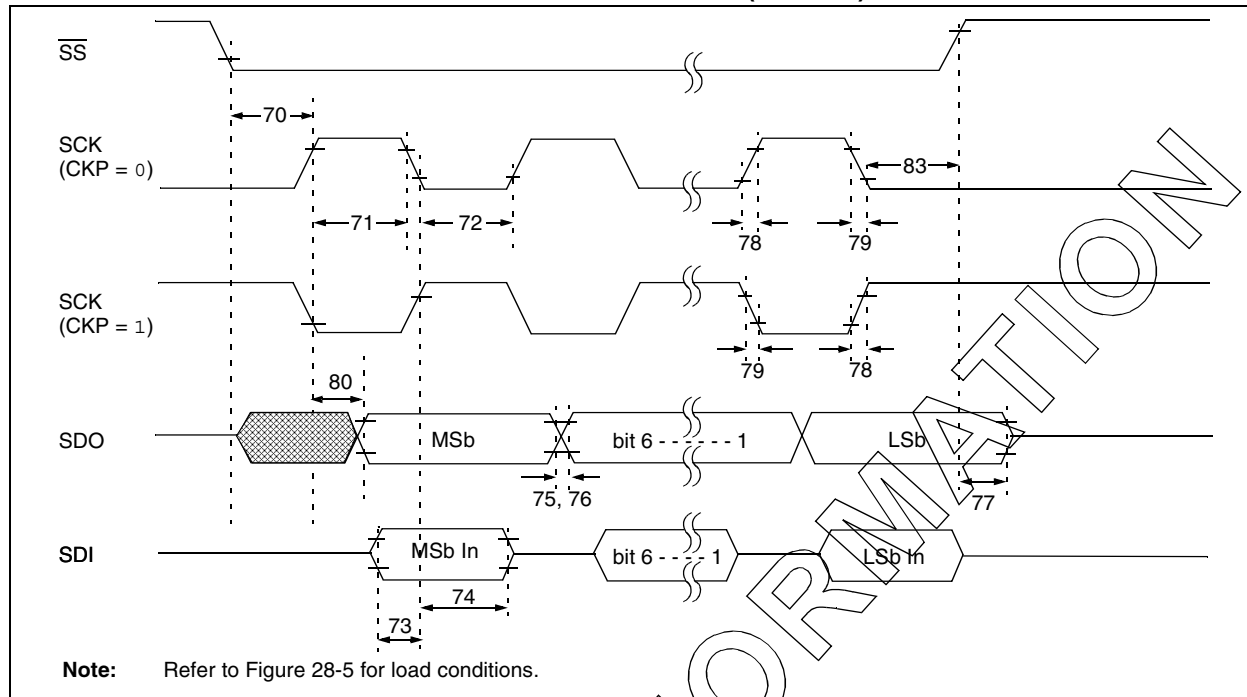 SS
70
SCK
(CKP = 0)
83
71
72
78
79
SCK
(CKP = 1)
79
78
80
SDO
MSb
bit 6 - - - - - - 1
LSb
75, 76
77
SDI
MSb In
bit 6 - - - - 1
LSb In
74
73
Note: Refer to Figure 28-5 for load conditions.
ORMATION